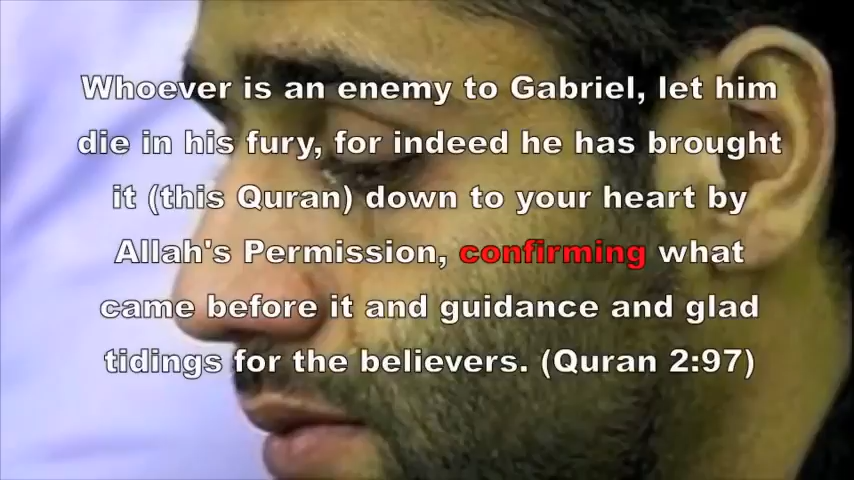 Whoever is an enemy to Gabriel, let him
die in his fury, for indeed he has brought
it (this Quran) down to your heart by
Allah's Permission, confirming what
came before it and guidance and glad
tidings for the believers. (Quran 2:97)